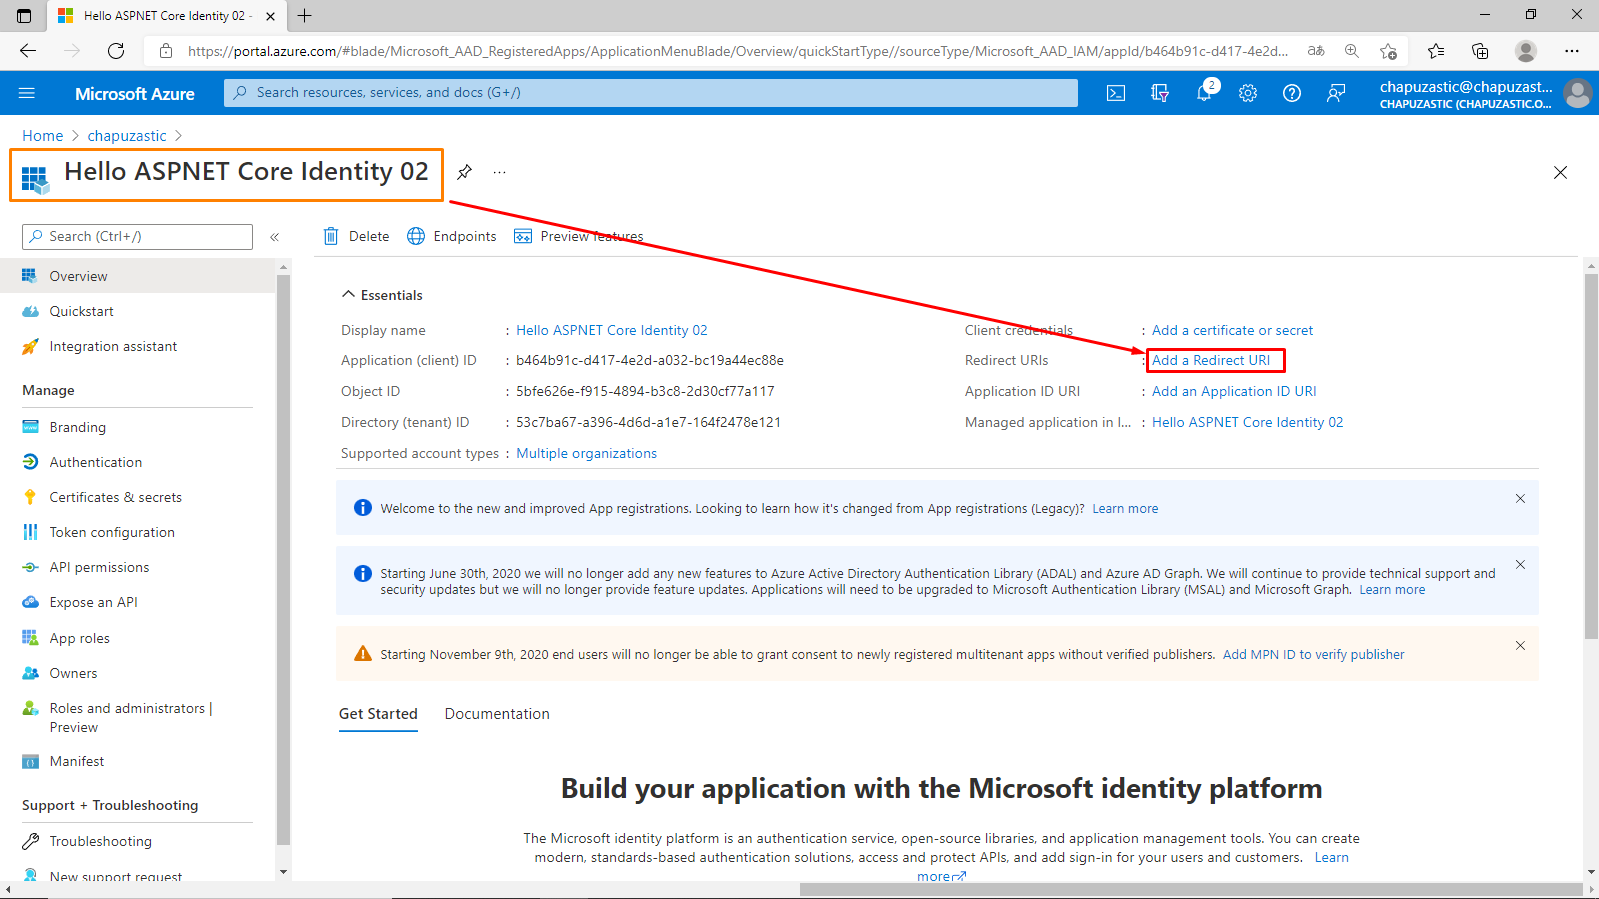 Hello ASPNET Core Identity 02 -
https://portal.azure.com/#blade/Microsoft_AAD_RegisteredApps/ApplicationMenuBlade/Overview/quickStartType//sourceType/Microsoft_AAD_IAM/appId/b464b91c-d417-4e2d...
Microsoft Azure
Search resources, services, and docs (G+/)
2
chapuzastic@chapuzast...
CHAPUZASTIC (CHAPUZASTIC.O...
Home > chapuzastic >
Hello ASPNET Core Identity 02
Search (Ctrl+/)
Delete
Endpoints
Preview features
Overview
Quickstart
Integration assistant
Manage
Branding
Authentication
Certificates & secrets
Token configuration
API permissions
Expose an API
App roles
Owners
Roles and administrators |
Preview
Manifest
Support + Troubleshooting
Troubleshooting
New support request
Essentials
Display name : Hello ASPNET Core Identity 02
Application (client) ID : b464b91c-d417-4e2d-a032-bc19a44ec88e
Object ID : 5bfe626e-f915-4894-b3c8-2d30cf77a117
Directory (tenant) ID : 53c7ba67-a396-4d6d-a1e7-164f2478e121
Supported account types : Multiple organizations
Client credentials : Add a certificate or secret
Redirect URIs : Add a Redirect URI
Application ID URI : Add an Application ID URI
Managed application in l... : Hello ASPNET Core Identity 02
Welcome to the new and improved App registrations. Looking to learn how it's changed from App registrations (Legacy)? Learn more
Starting June 30th, 2020 we will no longer add any new features to Azure Active Directory Authentication Library (ADAL) and Azure AD Graph. We will continue to provide technical support and
security updates but we will no longer provide feature updates. Applications will need to be upgraded to Microsoft Authentication Library (MSAL) and Microsoft Graph. Learn more
Starting November 9th, 2020 end users will no longer be able to grant consent to newly registered multitenant apps without verified publishers. Add MPN ID to verify publisher
Get Started
Documentation
Build your application with the Microsoft identity platform
The Microsoft identity platform is an authentication service, open-source libraries, and application management tools. You can create
modern, standards-based authentication solutions, access and protect APIs, and add sign-in for your users and customers. Learn
more